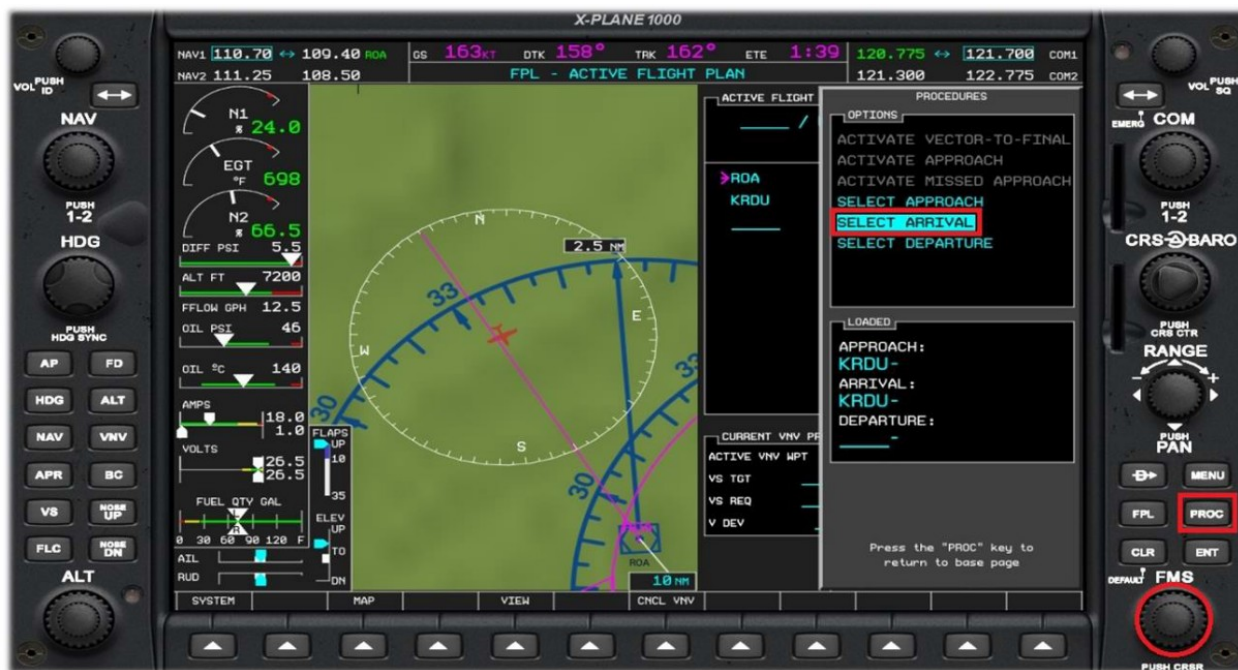 X-PLANE 1000
NAV1 110.70 ↔ 109.40 ROA
NAV2 111.25 108.50
GS 163KT DTK 158° TRK 162° ETE 1:39
FPL - ACTIVE FLIGHT PLAN
120.775 ↔ 121.700 COM1
121.300 122.775 COM2
VOL PUSH ID
NAV
PUSH 1-2
HDG
PUSH HDG SYNC
AP FD
HDG ALT
NAV VNV
APR BC
VS NOSE UP
FLC NOSE DN
ALT
N1 % 24.0
EGT °F 698
N2 % 66.5
DIFF PSI 5.5
ALT FT 7200
FFLOW GPH 12.5
OIL PSI 46
OIL °C 140
AMPS
18.0
1.0
VOLTS
26.5
26.5
FUEL QTY GAL
L
R
0 30 60 90 120 F
AIL
RUD
FLAPS
UP
10
35
ELEV
UP
TO
DN
N
E
S
W
2.5 NM
33
30
33
30
ROA
10 NM
ACTIVE FLIGHT
/
ROA
KRDU
CURRENT VNV PR
ACTIVE VNV WPT
VS TGT
VS REQ
V DEV
PROCEDURES
OPTIONS
ACTIVATE VECTOR-TO-FINAL
ACTIVATE APPROACH
ACTIVATE MISSED APPROACH
SELECT APPROACH
SELECT ARRIVAL
SELECT DEPARTURE
LOADED
APPROACH:
KRDU-
ARRIVAL:
KRDU-
DEPARTURE:
_____-
Press the "PROC" key to
return to base page
SYSTEM MAP VIEW CNCL VNV
VOL PUSH SQ
EMERG COM
PUSH 1-2
CRS BARO
PUSH CRS CTR
RANGE
- +
PUSH PAN
D MENU
FPL PROC
CLR ENT
DEFAULT FMS
PUSH CRSR